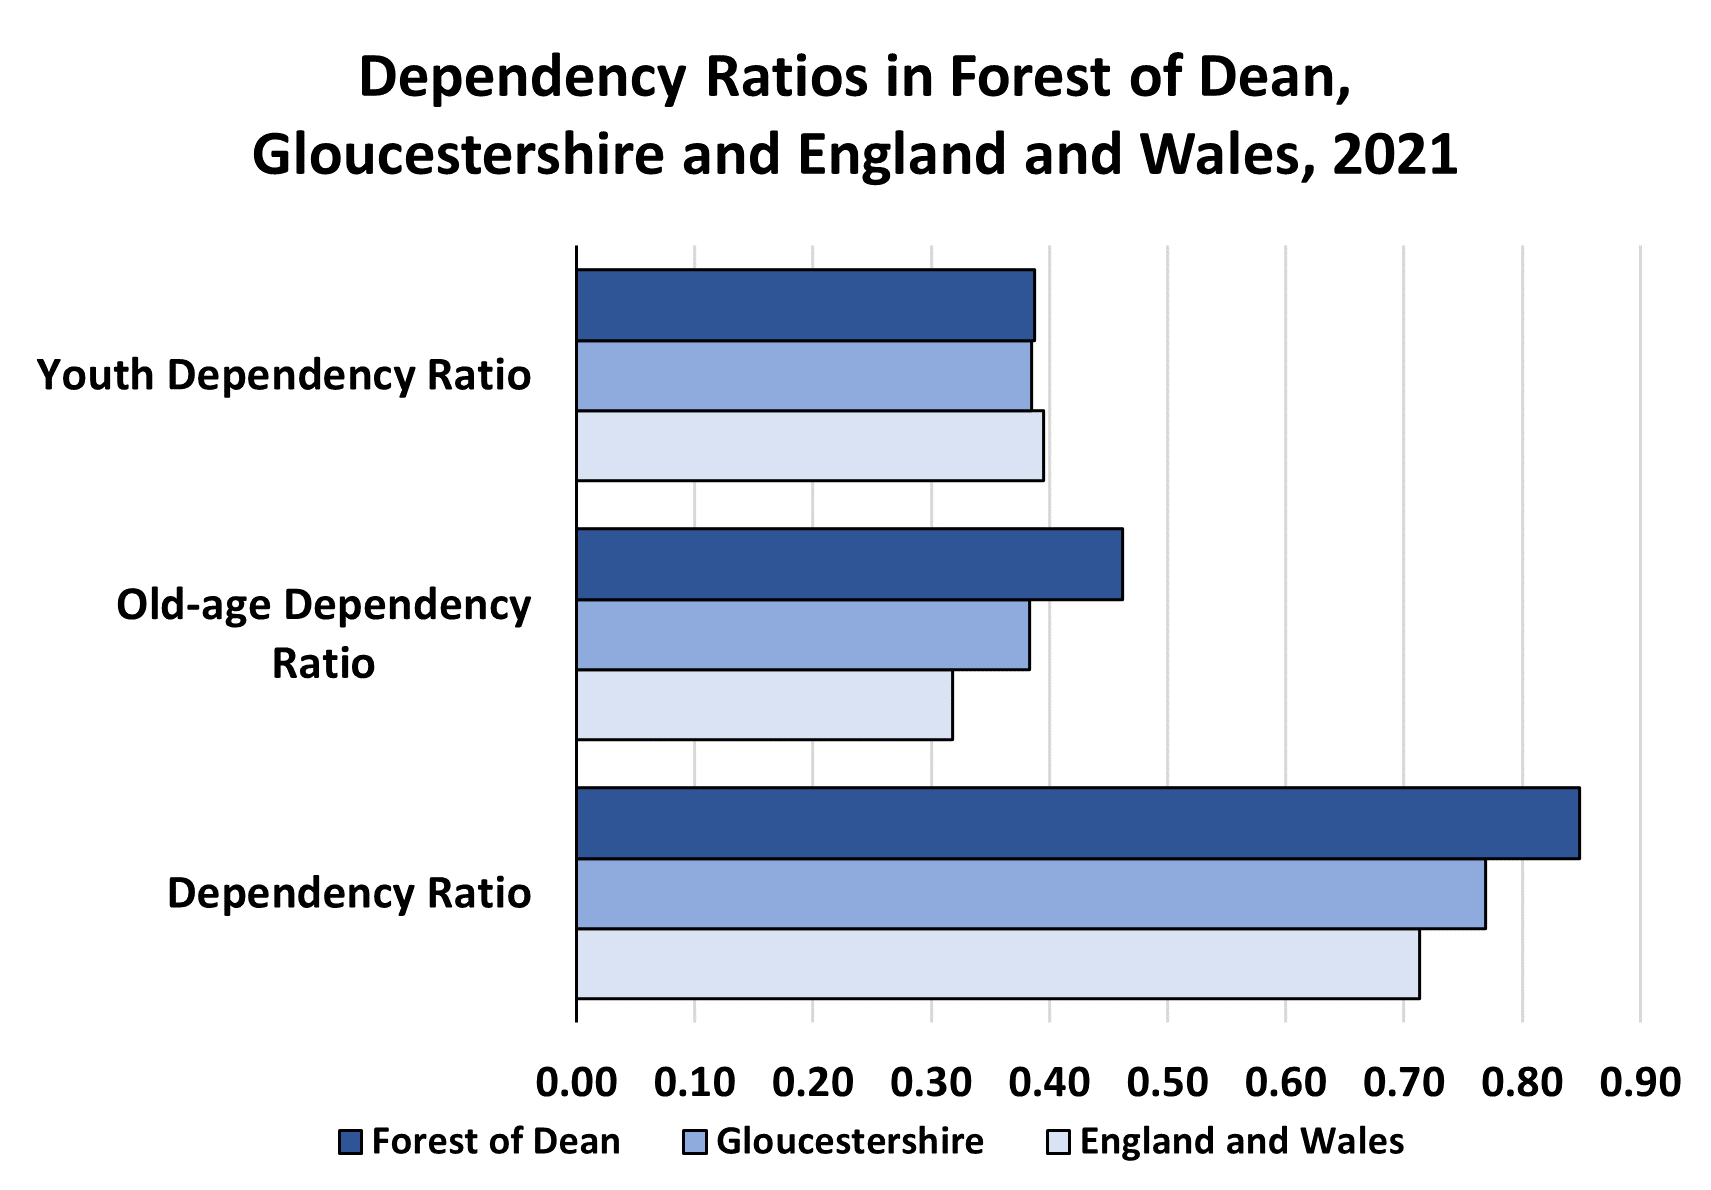 Dependency Ratios in Forest of Dean,
Gloucestershire and England and Wales, 2021
Youth Dependency Ratio
Old-age Dependency
Ratio
Dependency Ratio
0.00 0.10 0.20 0.30 0.40 0.50 0.60 0.70 0.80 0.90
Forest of Dean Gloucestershire England and Wales